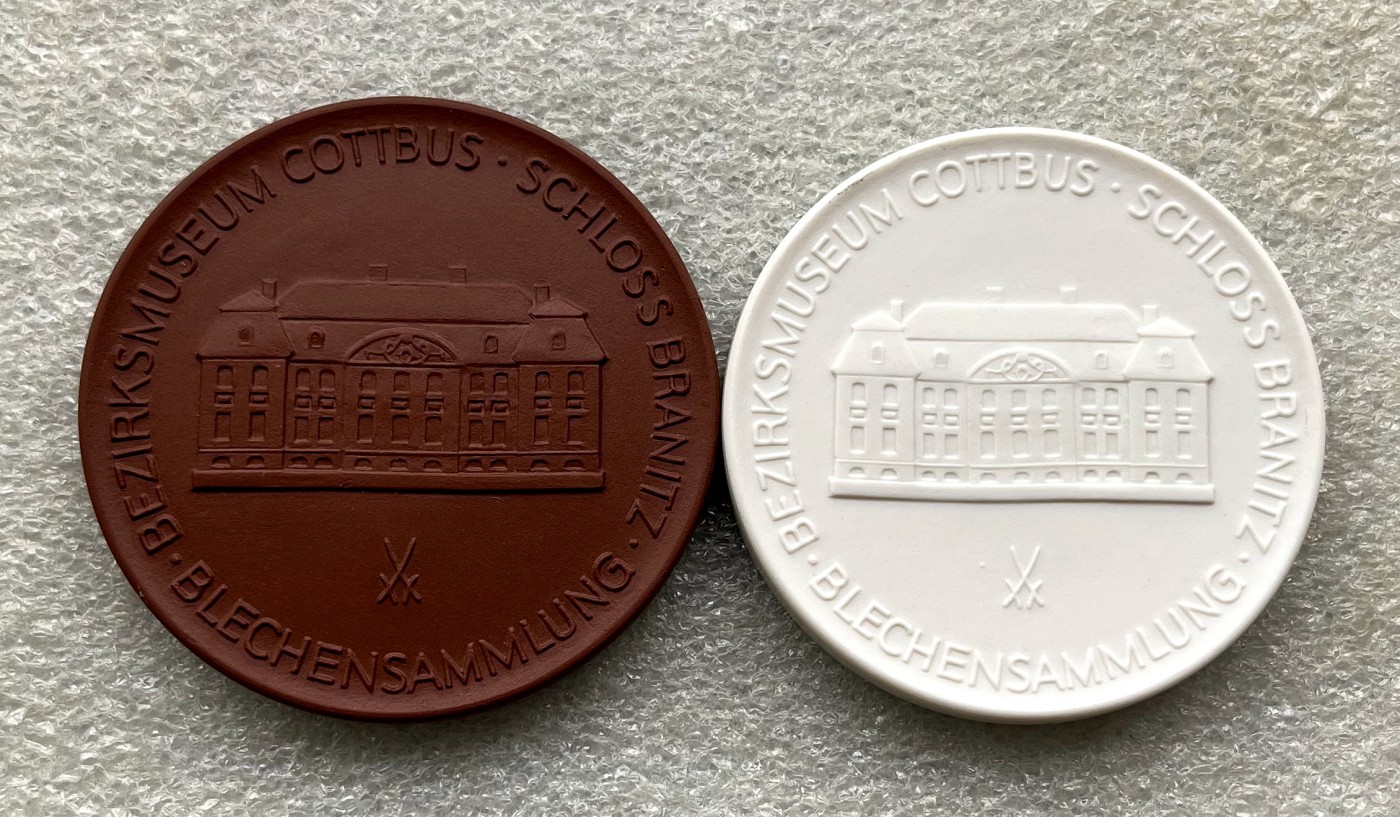 BEZIRKSMUSEUM COTTBUS · SCHLOSS BRANITZ · BLECHENSAMMLUNG ·
BEZIRKSMUSEUM COTTBUS · SCHLOSS BRANITZ · BLECHENSAMMLUNG ·